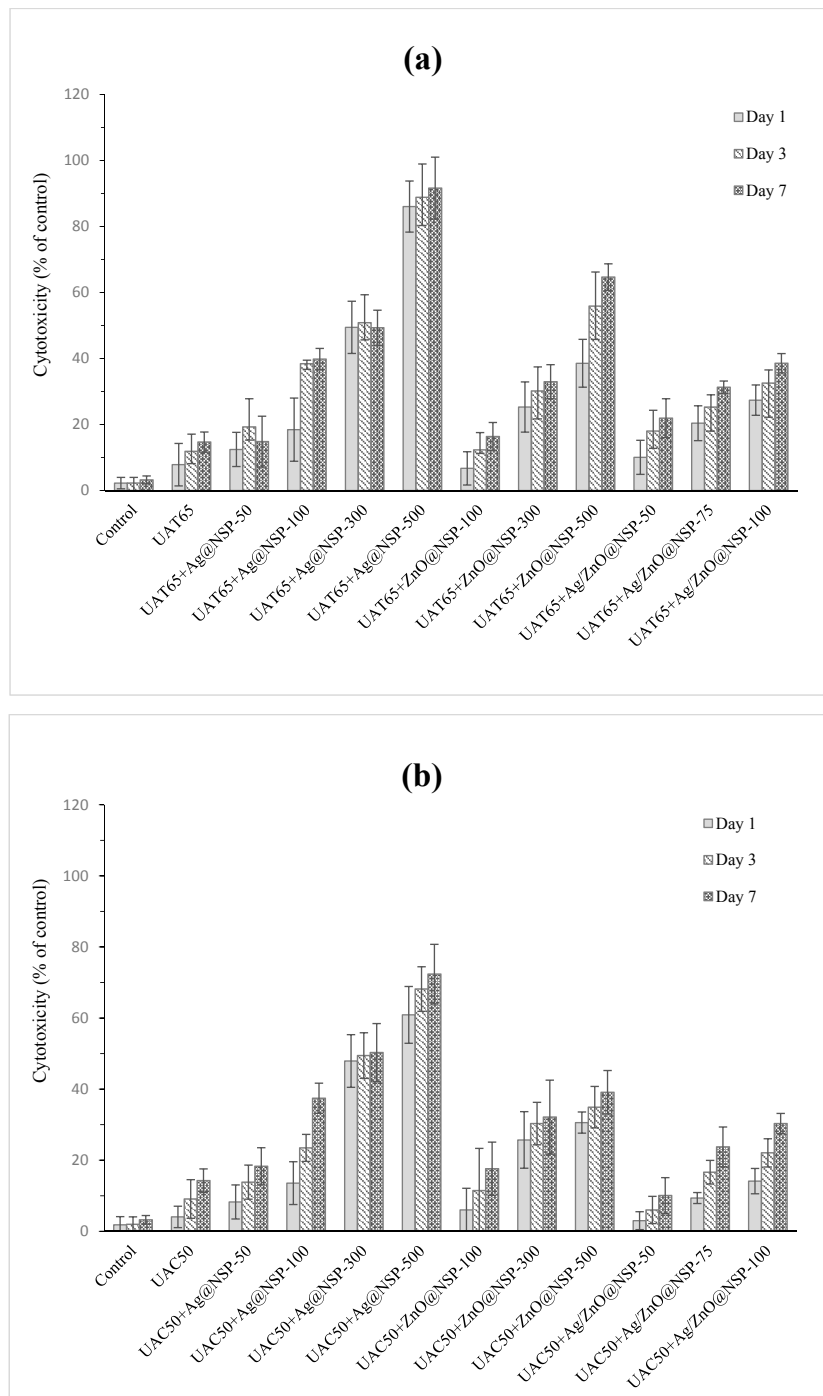 (a)
120
100
80
60
40
20
0
Cytotoxicity (% of control)
Day 1
Day 3
Day 7
Control
UAT65
UAT65+Ag@NSP-50
UAT65+Ag@NSP-100
UAT65+Ag@NSP-300
UAT65+Ag@NSP-500
UAT65+ZnO@NSP-100
UAT65+ZnO@NSP-300
UAT65+ZnO@NSP-500
UAT65+Ag/ZnO@NSP-50
UAT65+Ag/ZnO@NSP-75
UAT65+Ag/ZnO@NSP-100
(b)
120
100
80
60
40
20
0
Cytotoxicity (% of control)
Day 1
Day 3
Day 7
Control
UAC50
UAC50+Ag@NSP-50
UAC50+Ag@NSP-100
UAC50+Ag@NSP-300
UAC50+Ag@NSP-500
UAC50+ZnO@NSP-100
UAC50+ZnO@NSP-300
UAC50+ZnO@NSP-500
UAC50+Ag/ZnO@NSP-50
UAC50+Ag/ZnO@NSP-75
UAC50+Ag/ZnO@NSP-100